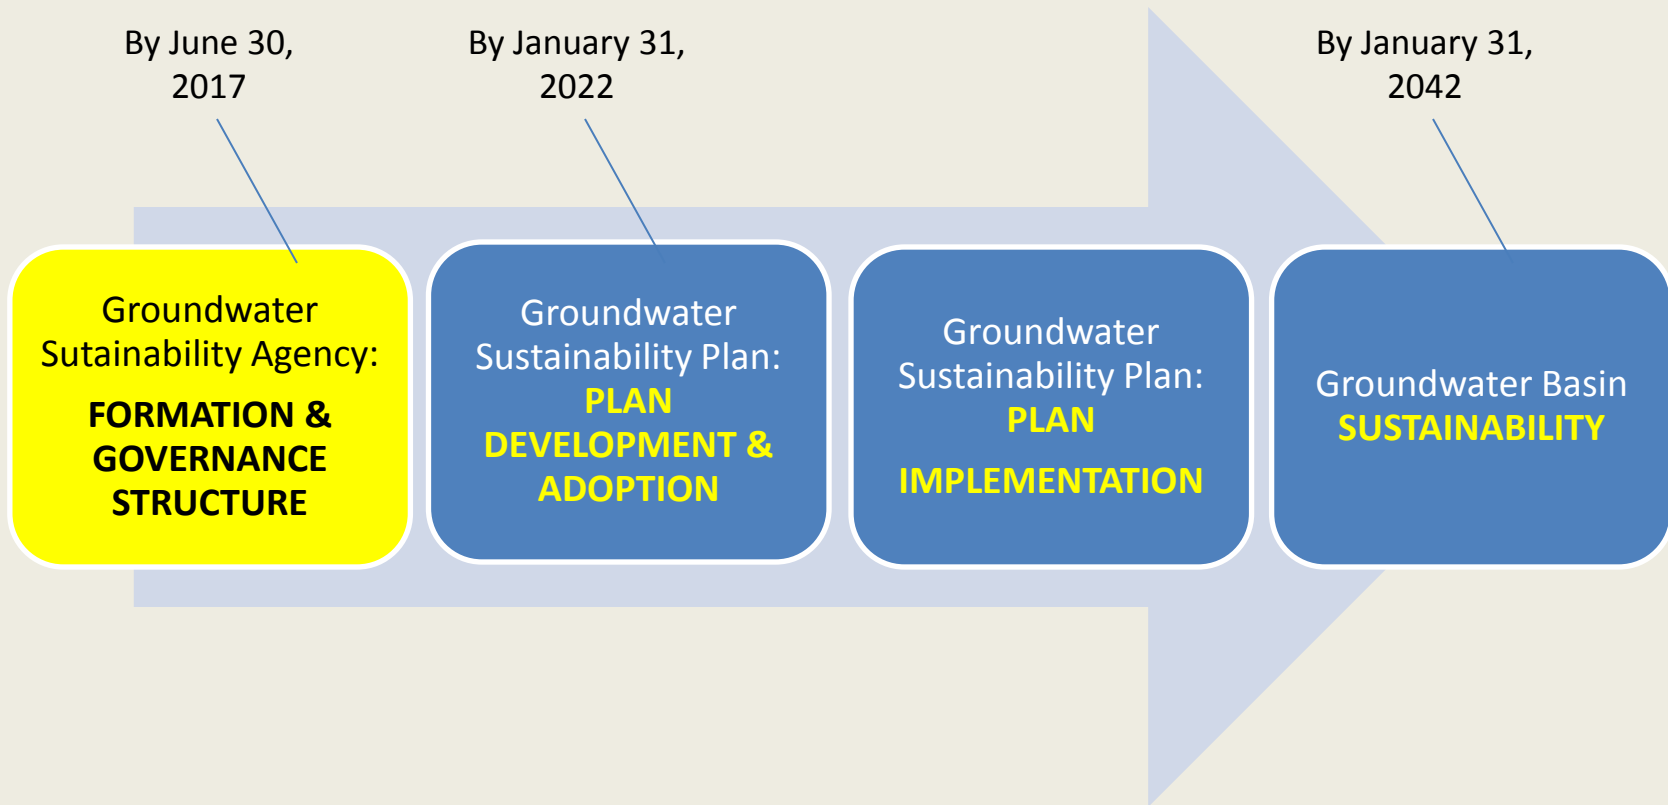 By June 30,
2017
By January 31,
2022
By January 31,
2042
Groundwater
Sutainability Agency:
FORMATION &
GOVERNANCE
STRUCTURE
Groundwater
Sustainability Plan:
PLAN
DEVELOPMENT &
ADOPTION
Groundwater
Sustainability Plan:
PLAN
IMPLEMENTATION
Groundwater Basin
SUSTAINABILITY